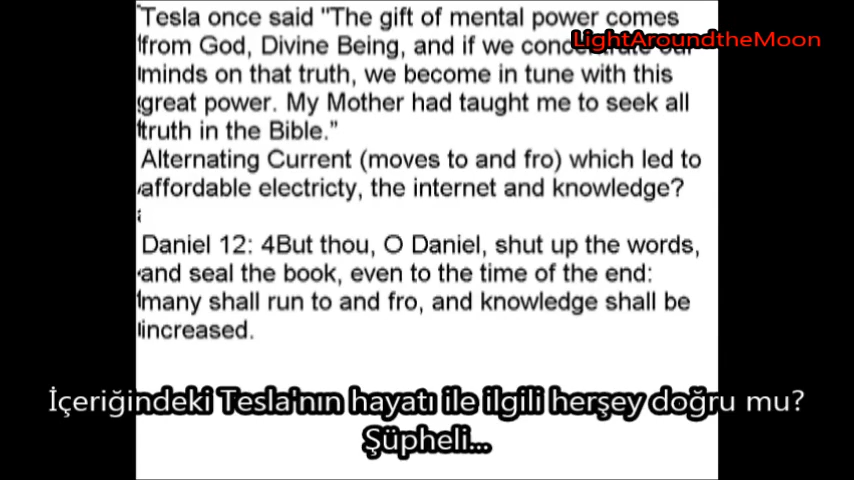 Tesla once said "The gift of mental power comes
from God, Divine Being, and if we
LightAroundtheMoon
minds on that truth, we become in tune with this
great power. My Mother had taught me to seek all
truth in the Bible."
Alternating Current (moves to and fro) which led to
affordable electricty, the internet and knowledge?
Daniel 12: 4But thou, O Daniel, shut up the words,
and seal the book, even to the time of the end:
many shall run to and fro, and knowledge shall be
increased.
İçeriğindeki Tesla'nın hayatı ile ilgili herşey doğru mu?
Şüpheli...